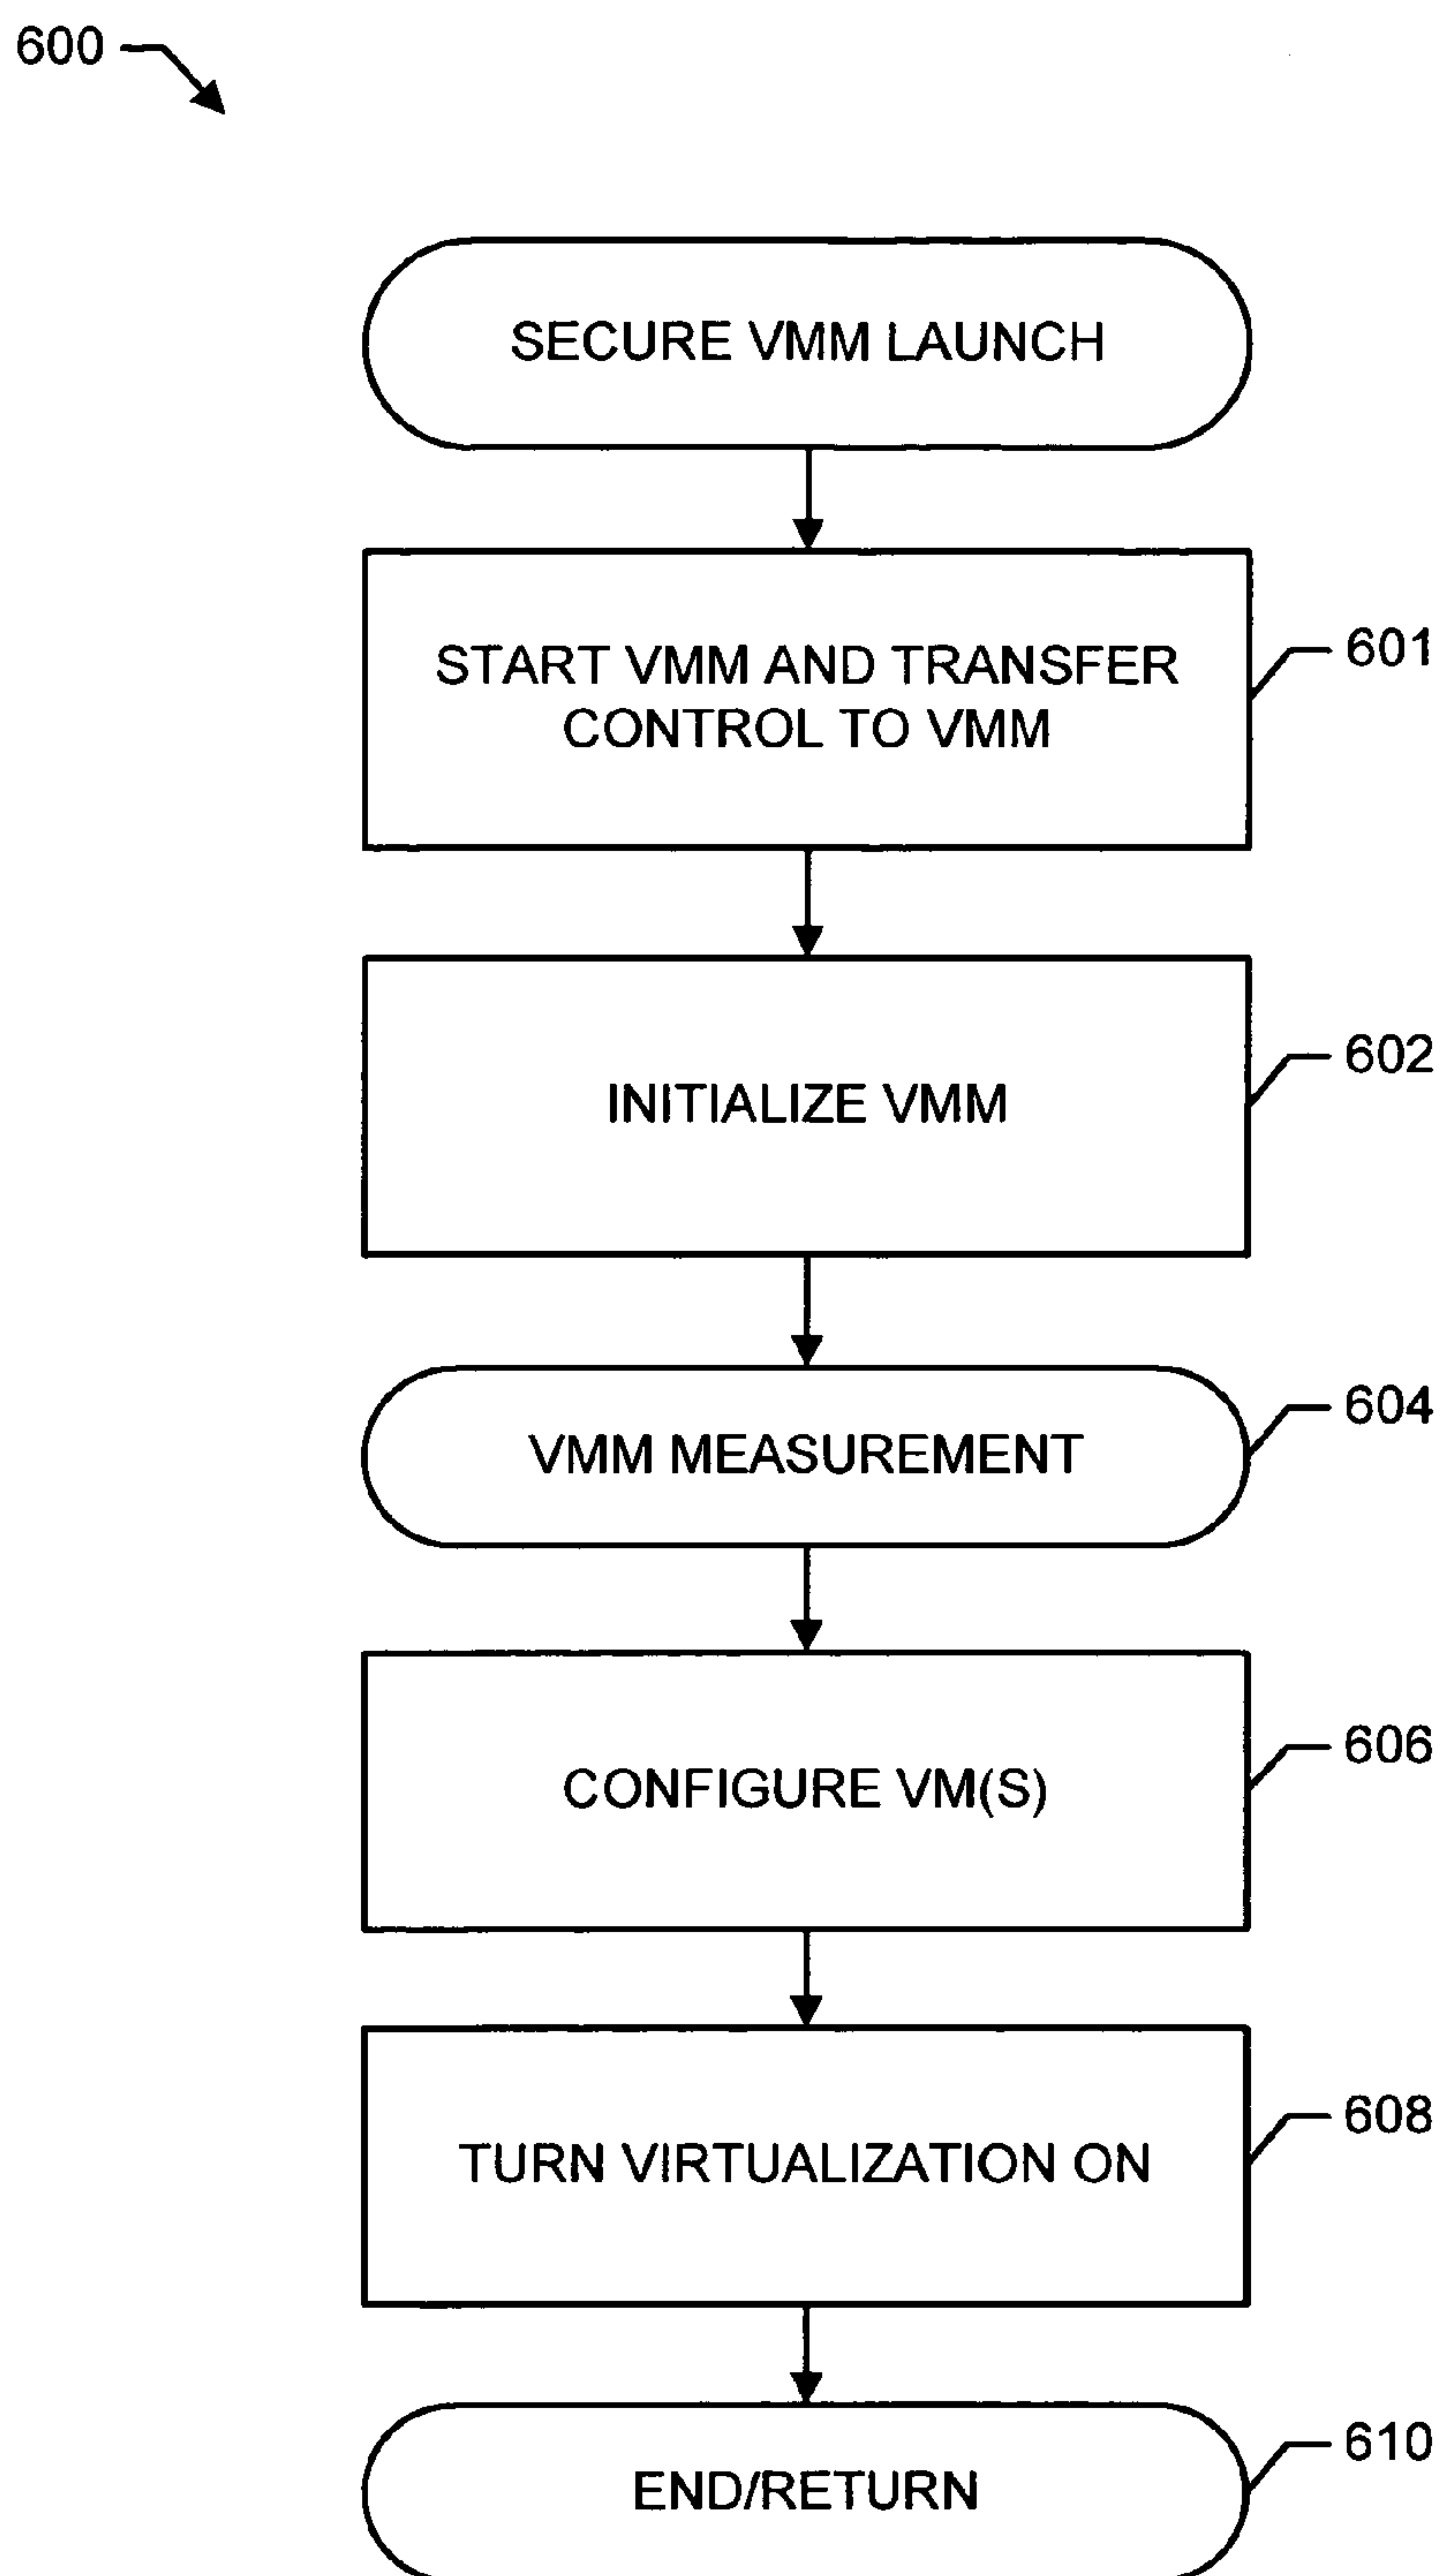 600
SECURE VMM LAUNCH
START VMM AND TRANSFER
CONTROL TO VMM
601
INITIALIZE VMM
602
VMM MEASUREMENT
604
CONFIGURE VM(S)
606
TURN VIRTUALIZATION ON
608
END/RETURN
610